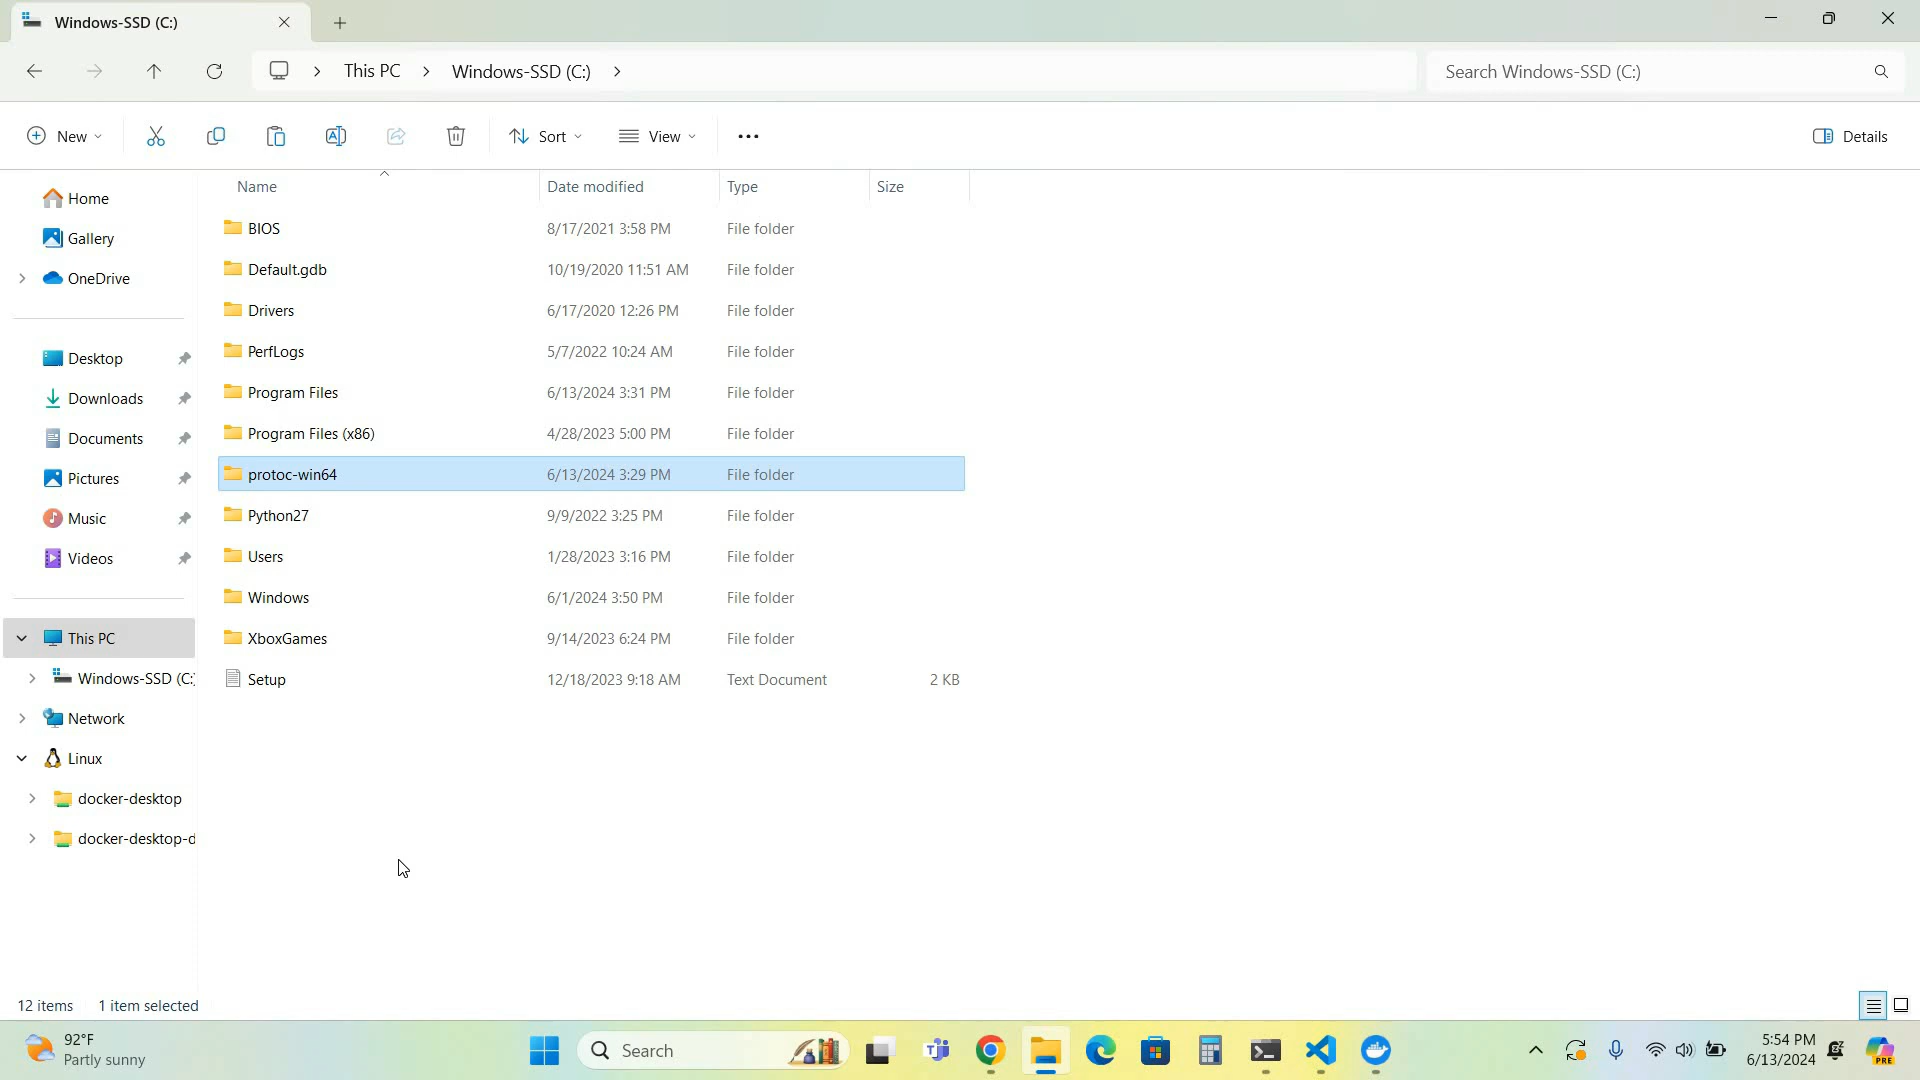 Windows-SSD (C:)
This PC > Windows-SSD (C:) >
Search Windows-SSD (C:)
New
Sort
View
Details
Name Date modified Type Size
BIOS 8/17/2021 3:58 PM File folder
Default.gdb 10/19/2020 11:51 AM File folder
Drivers 6/17/2020 12:26 PM File folder
PerfLogs 5/7/2022 10:24 AM File folder
Program Files 6/13/2024 3:31 PM File folder
Program Files (x86) 4/28/2023 5:00 PM File folder
protoc-win64 6/13/2024 3:29 PM File folder
Python27 9/9/2022 3:25 PM File folder
Users 1/28/2023 3:16 PM File folder
Windows 6/1/2024 3:50 PM File folder
XboxGames 9/14/2023 6:24 PM File folder
Setup 12/18/2023 9:18 AM Text Document 2 KB
Home
Gallery
OneDrive
Desktop
Downloads
Documents
Pictures
Music
Videos
This PC
Windows-SSD (C:)
Network
Linux
docker-desktop
docker-desktop-d
12 items 1 item selected
92°F
Partly sunny
Search
5:54 PM
6/13/2024
PRE